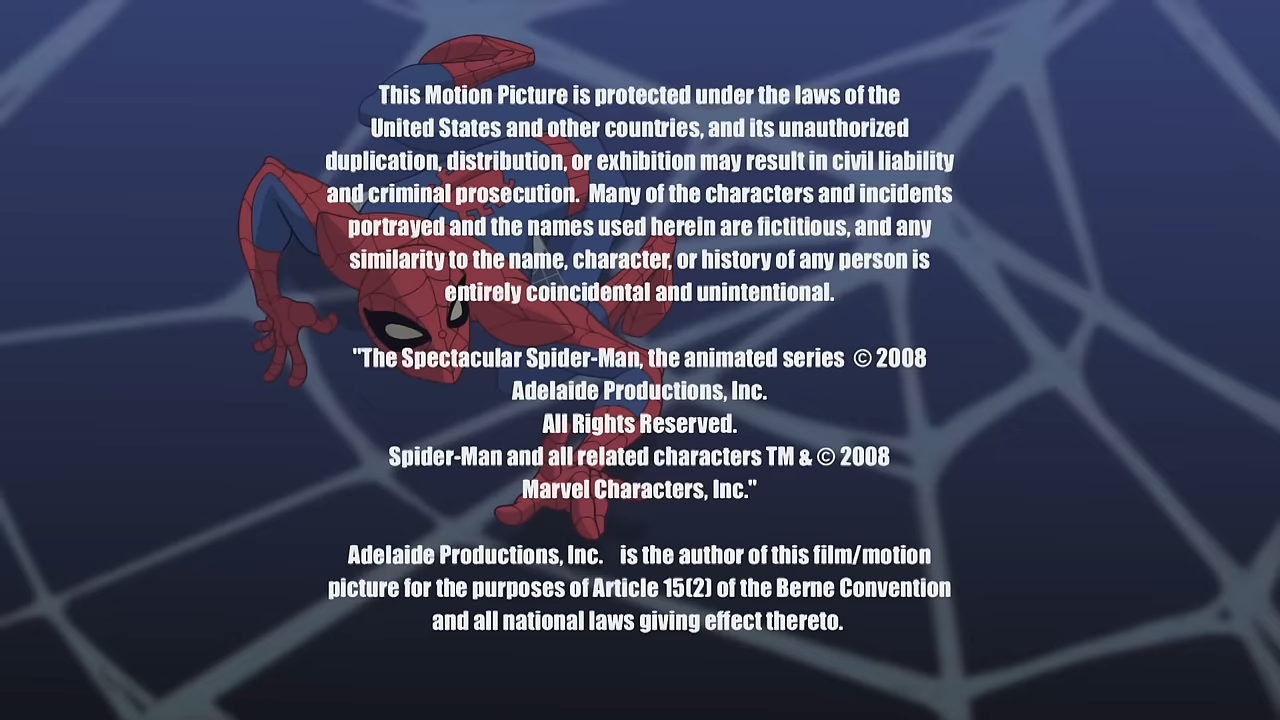 This Motion Picture is protected under the laws of the
United States and other countries, and its unauthorized
duplication, distribution, or exhibition may result in civil liability
and criminal prosecution.  Many of the characters and incidents
portrayed and the names used herein are fictitious, and any
similarity to the name, character, or history of any person is
entirely coincidental and unintentional.
"The Spectacular Spider-Man, the animated series  © 2008
Adelaide Productions, Inc.
All Rights Reserved.
Spider-Man and all related characters TM & © 2008
Marvel Characters, Inc."
Adelaide Productions, Inc.   is the author of this film/motion
picture for the purposes of Article 15(2) of the Berne Convention
and all national laws giving effect thereto.